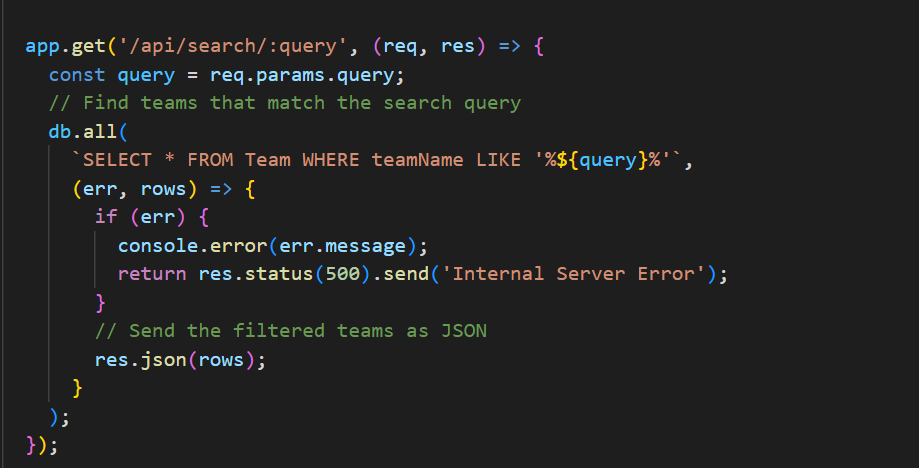 app.get('/api/search/:query', (req, res) => {
  const query = req.params.query;
  // Find teams that match the search query
  db.all(
    `SELECT * FROM Team WHERE teamName LIKE '%${query}%'`,
    (err, rows) => {
      if (err) {
        console.error(err.message);
        return res.status(500).send('Internal Server Error');
      }
      // Send the filtered teams as JSON
      res.json(rows);
    }
  );
});